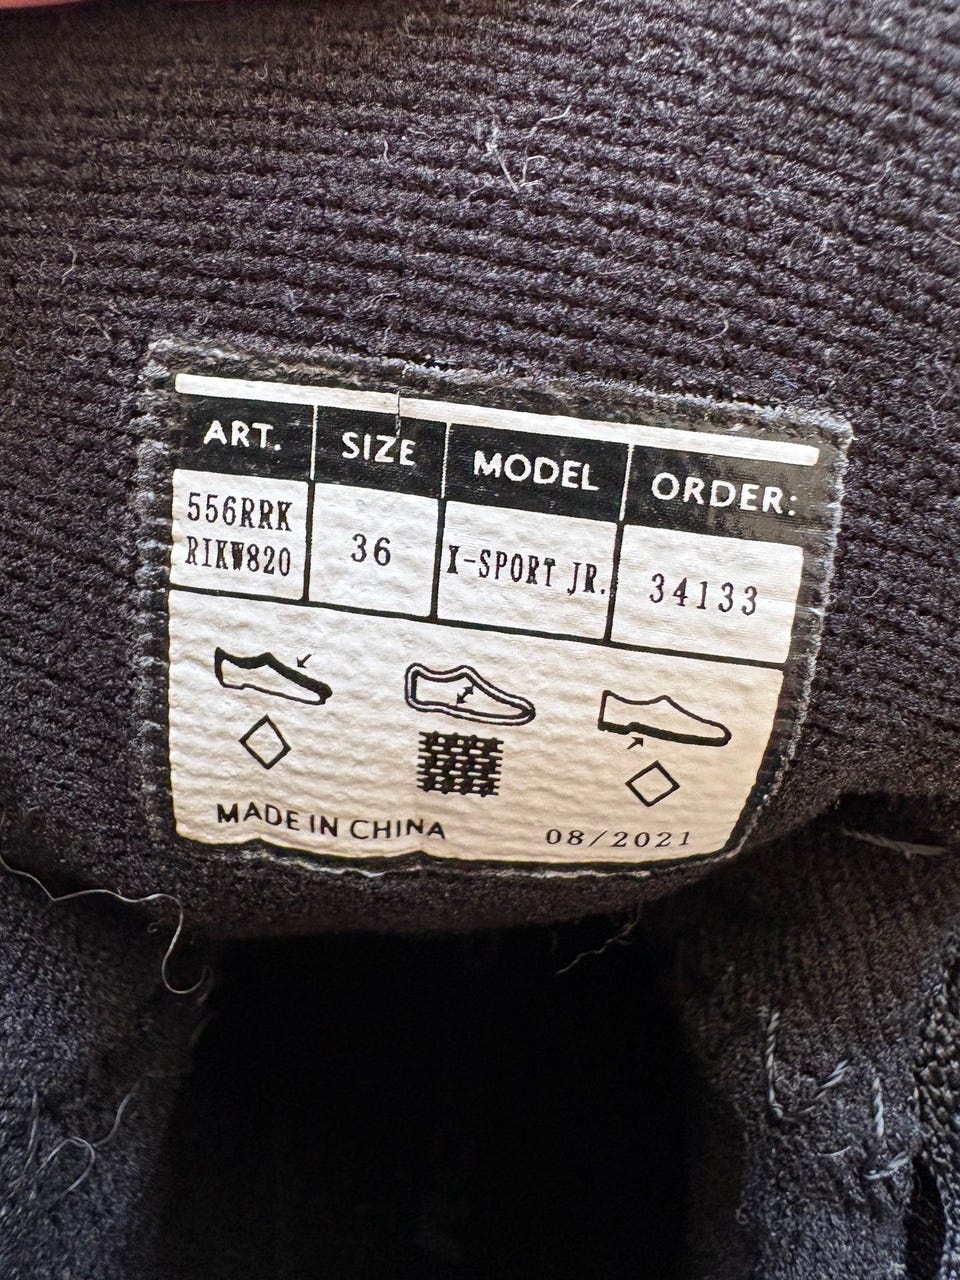 ART. SIZE MODEL ORDER:
556RRK
RIKW820 36 X-SPORT JR. 34133
MADE IN CHINA 08/2021